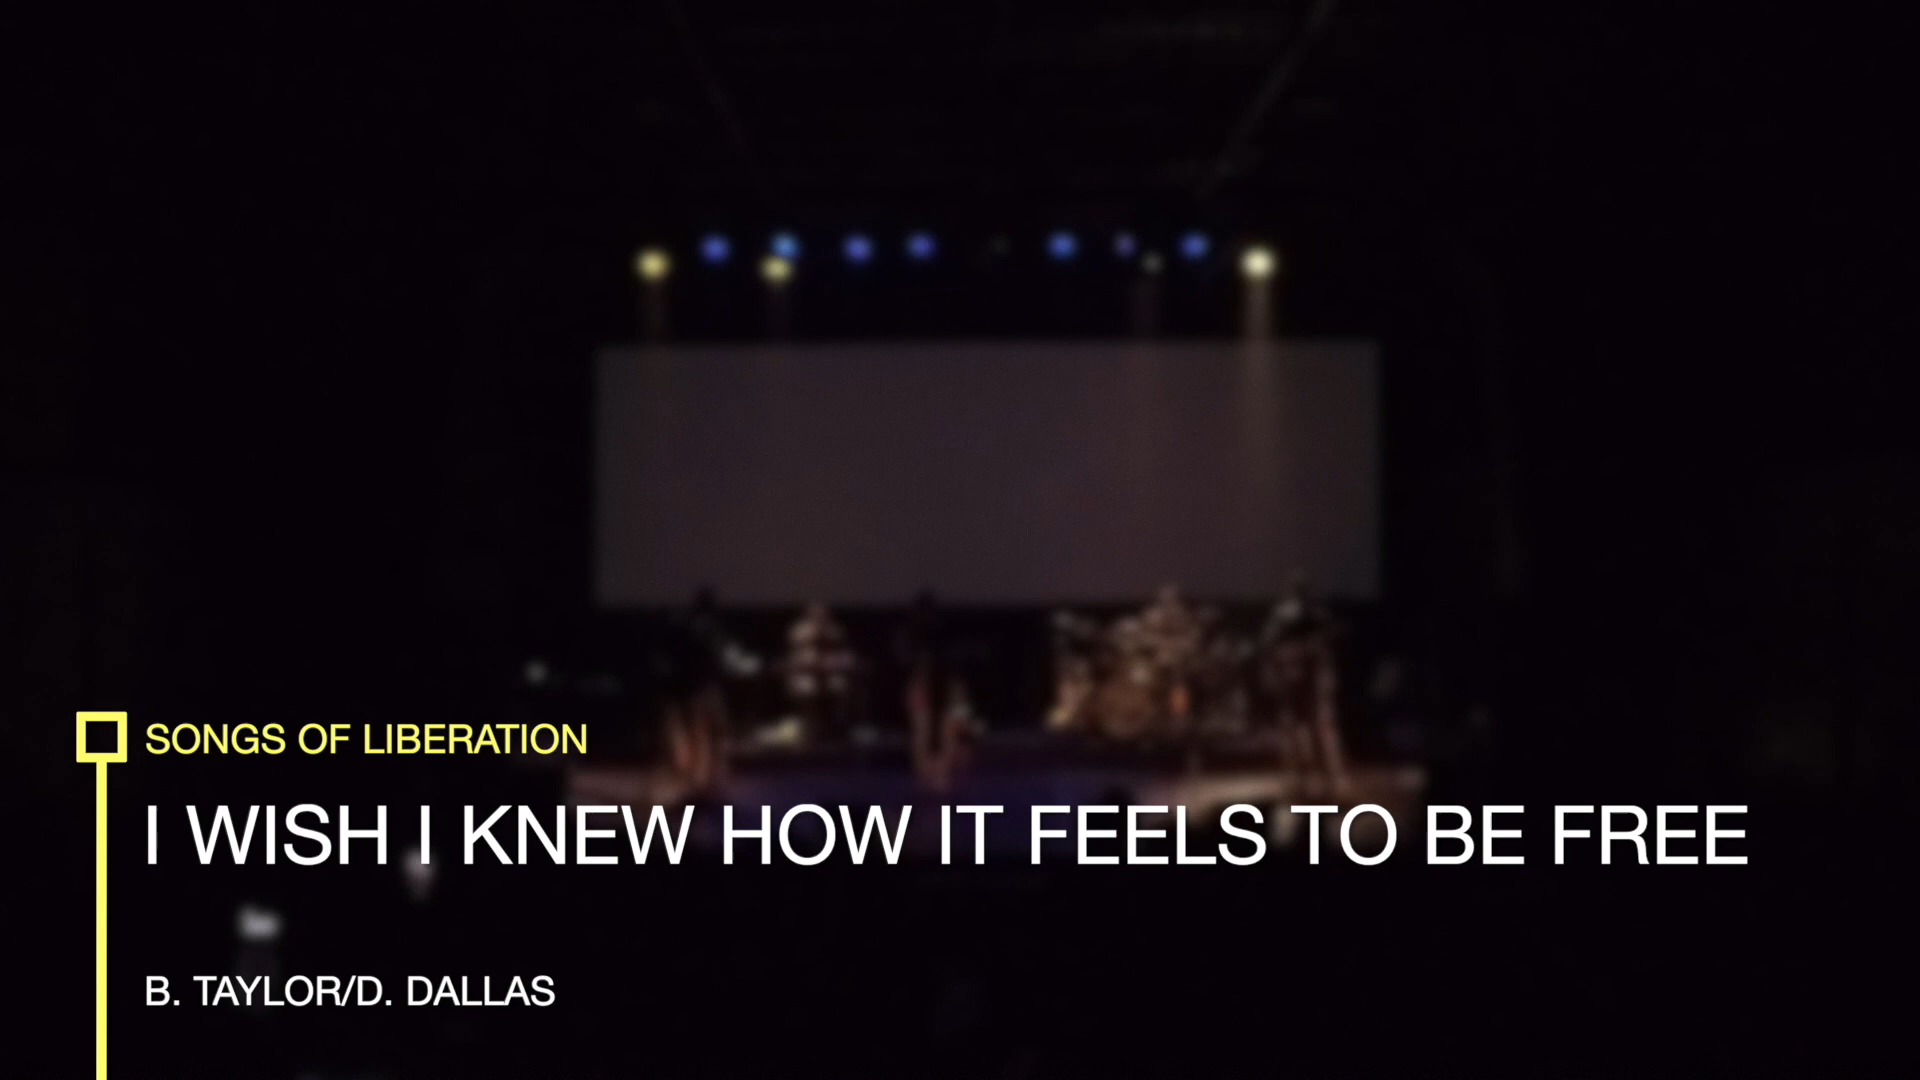 SONGS OF LIBERATION
I WISH I KNEW HOW IT FEELS TO BE FREE
B. TAYLOR/D. DALLAS